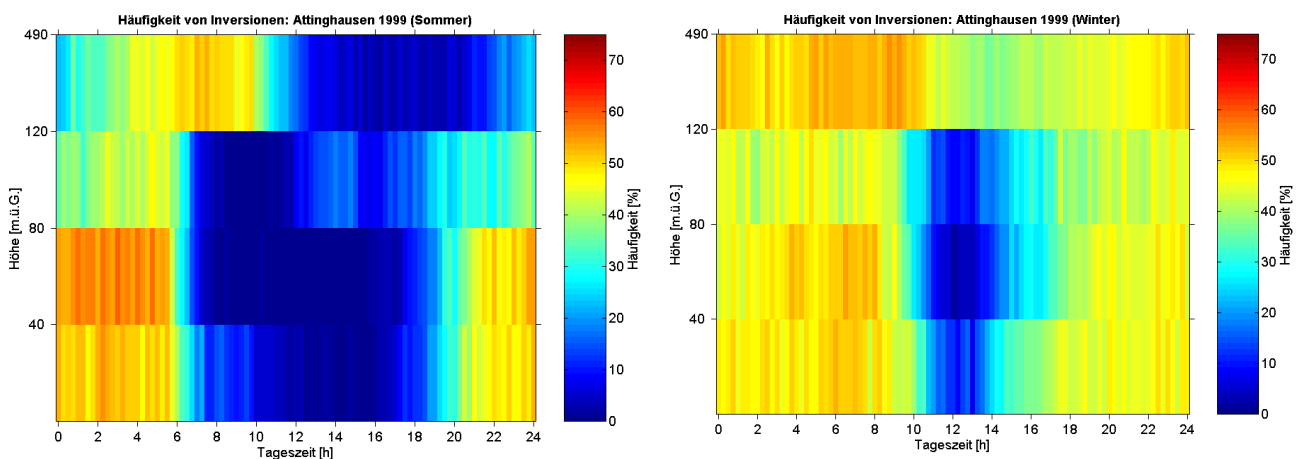 Häufigkeit von Inversionen: Attinghausen 1999 (Sommer)
490
120
80
40
Höhe [m.ü.G.]
0 2 4 6 8 10 12 14 16 18 20 22 24
Tageszeit [h]
70
60
50
40
30
20
10
0
Häufigkeit [%]
Häufigkeit von Inversionen: Attinghausen 1999 (Winter)
490
120
80
40
Höhe [m.ü.G.]
0 2 4 6 8 10 12 14 16 18 20 22 24
Tageszeit [h]
70
60
50
40
30
20
10
0
Häufigkeit [%]